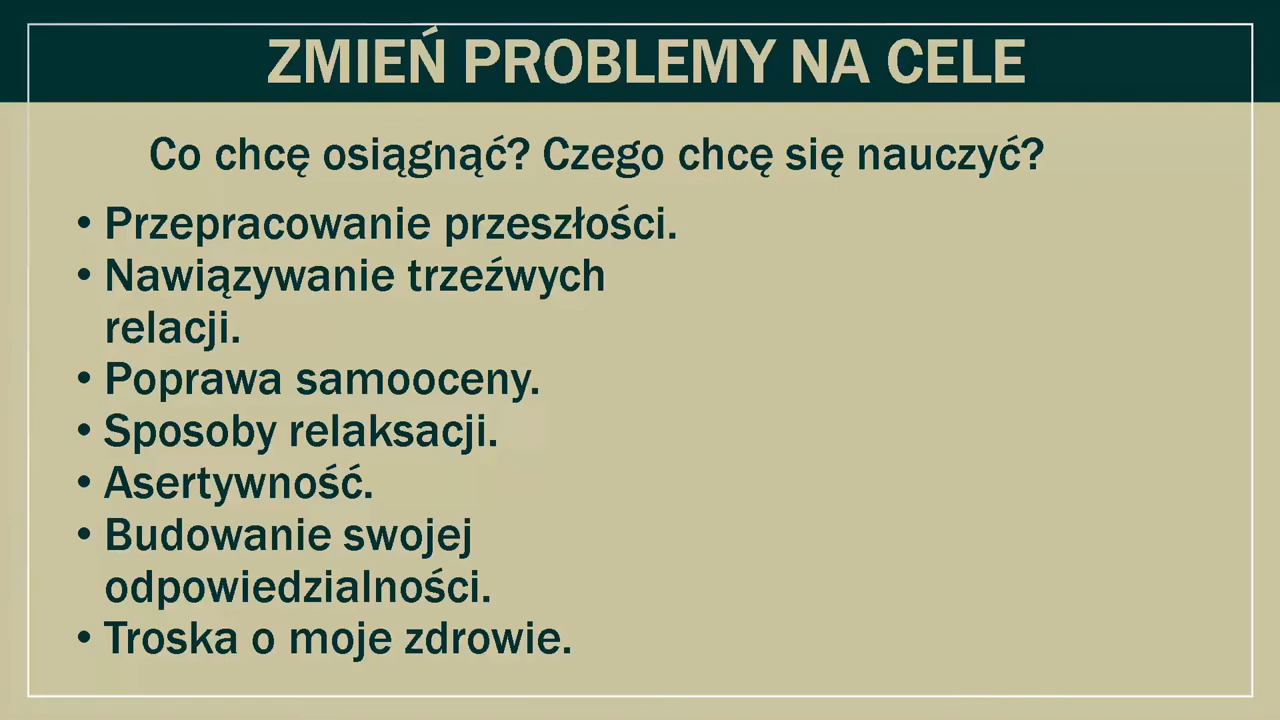 ZMIEŃ PROBLEMY NA CELE
Co chcę osiągnąć? Czego chcę się nauczyć?
• Przepracowanie przeszłości.
• Nawiązywanie trzeźwych
relacji.
• Poprawa samooceny.
• Sposoby relaksacji.
• Asertywność.
• Budowanie swojej
odpowiedzialności.
• Troska o moje zdrowie.